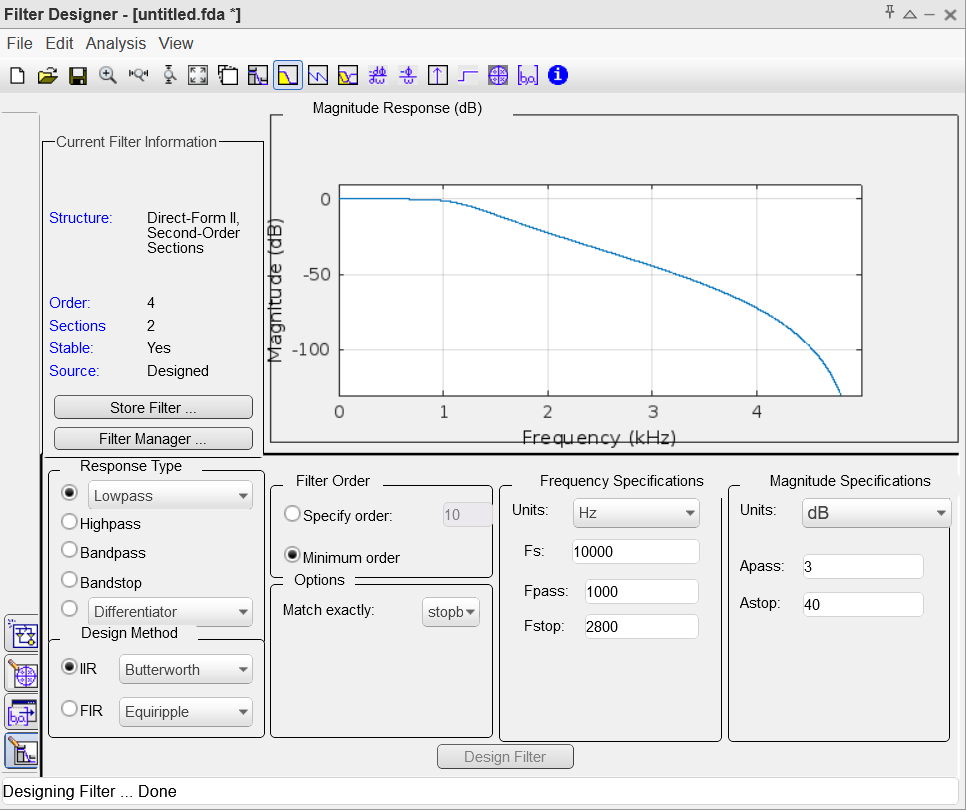 Filter Designer - [untitled.fda *]
File Edit Analysis View
Magnitude Response (dB)
Current Filter Information
Structure: Direct-Form II,
Second-Order
Sections
Order: 4
Sections 2
Stable: Yes
Source: Designed
Store Filter ...
Filter Manager ...
Magnitude (dB)
0
-50
-100
0 1 2 3 4
Frequency (kHz)
Response Type
Lowpass
Highpass
Bandpass
Bandstop
Differentiator
Design Method
IIR Butterworth
FIR Equiripple
Filter Order
Specify order: 10
Minimum order
Options
Match exactly: stopb
Frequency Specifications
Units: Hz
Fs: 10000
Fpass: 1000
Fstop: 2800
Magnitude Specifications
Units: dB
Apass: 3
Astop: 40
Design Filter
Designing Filter ... Done